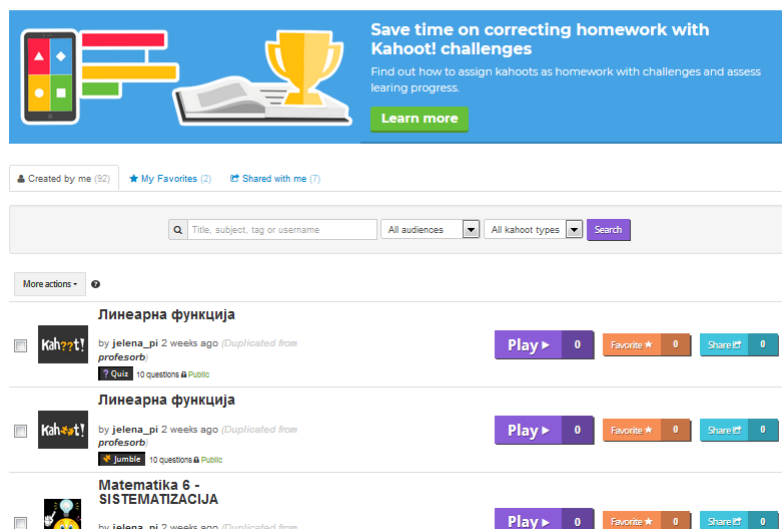 Save time on correcting homework with
Kahoot! challenges
Find out how to assign kahoots as homework with challenges and assess
learing progress.
Learn more
Created by me (92) My Favorites (2) Shared with me (7)
Title, subject, tag or username All audiences All kahoot types Search
More actions
Линеарна функција
Kah??t! by jelena_pi 2 weeks ago (Duplicated from
profesorb) Play 0 Favorite 0 Share 0
? Quiz 10 questions Public
Линеарна функција
Kahoot! by jelena_pi 2 weeks ago (Duplicated from
profesorb) Play 0 Favorite 0 Share 0
Jumble 10 questions Public
Matematika 6 -
SISTEMATIZACIJA
by jelena_pi 2 weeks ago (Duplicated from Play 0 Favorite 0 Share 0